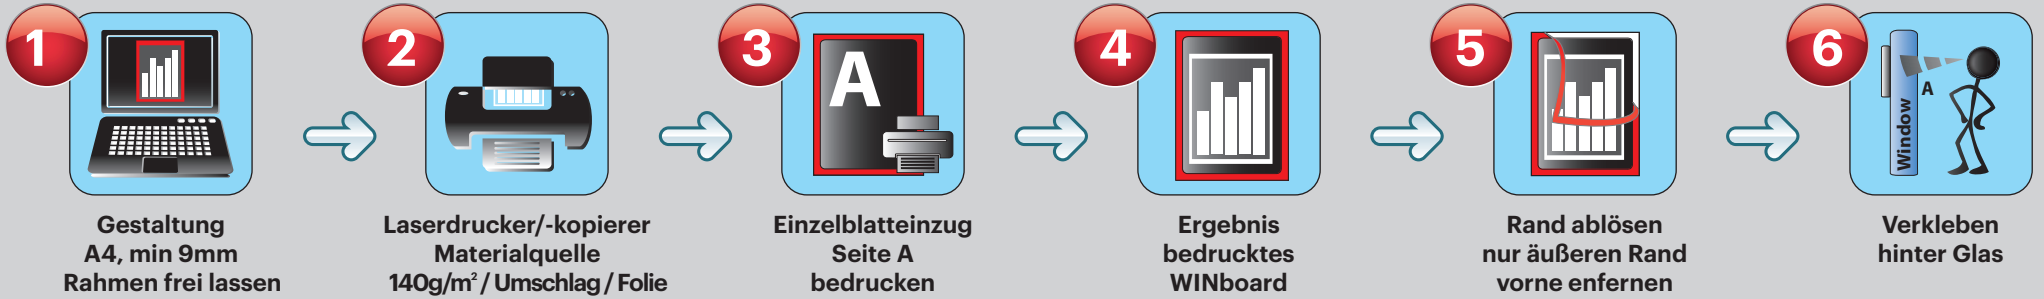 1
Gestaltung
A4, min 9mm
Rahmen frei lassen
2
Laserdrucker/-kopierer
Materialquelle
140g/m² / Umschlag / Folie
3
A
Einzelblatteinzug
Seite A
bedrucken
4
Ergebnis
bedrucktes
WINboard
5
Rand ablösen
nur äußeren Rand
vorne enfernen
6
Window
A
Verkleben
hinter Glas